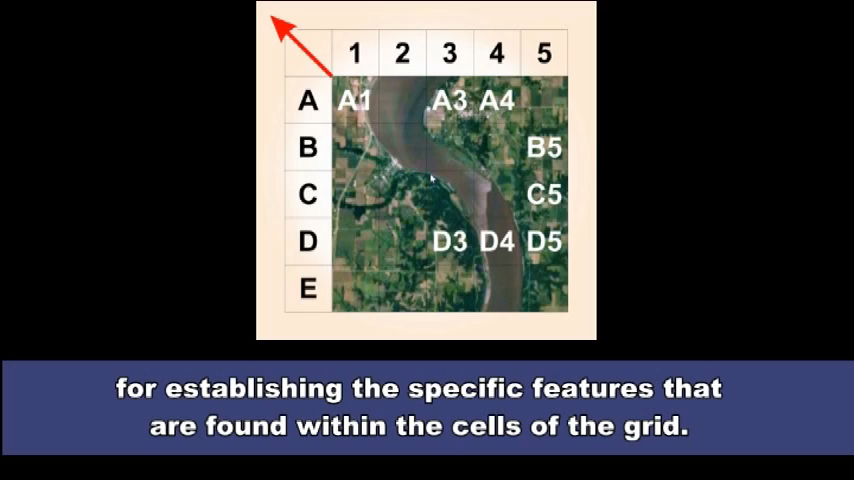 1 2 3 4 5
A A1 A3 A4
B B5
C C5
D D3 D4 D5
E
for establishing the specific features that
are found within the cells of the grid.